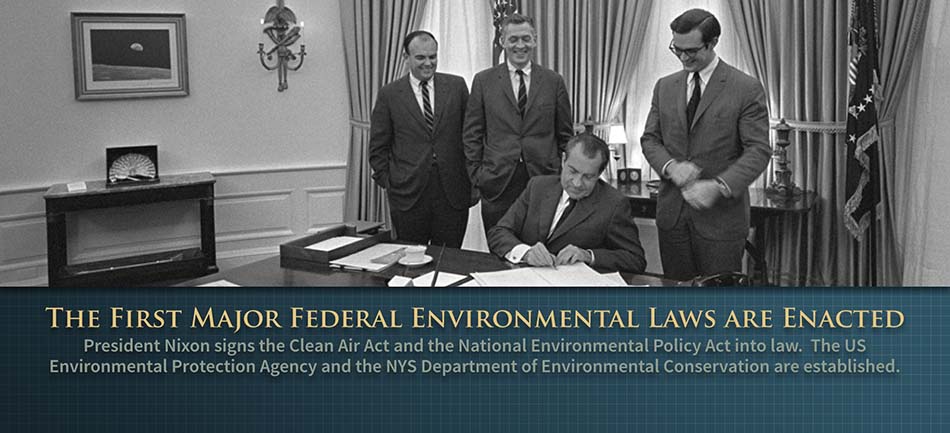 The First Major Federal Environmental Laws are Enacted
President Nixon signs the Clean Air Act and the National Environmental Policy Act into law. The US
Environmental Protection Agency and the NYS Department of Environmental Conservation are established.